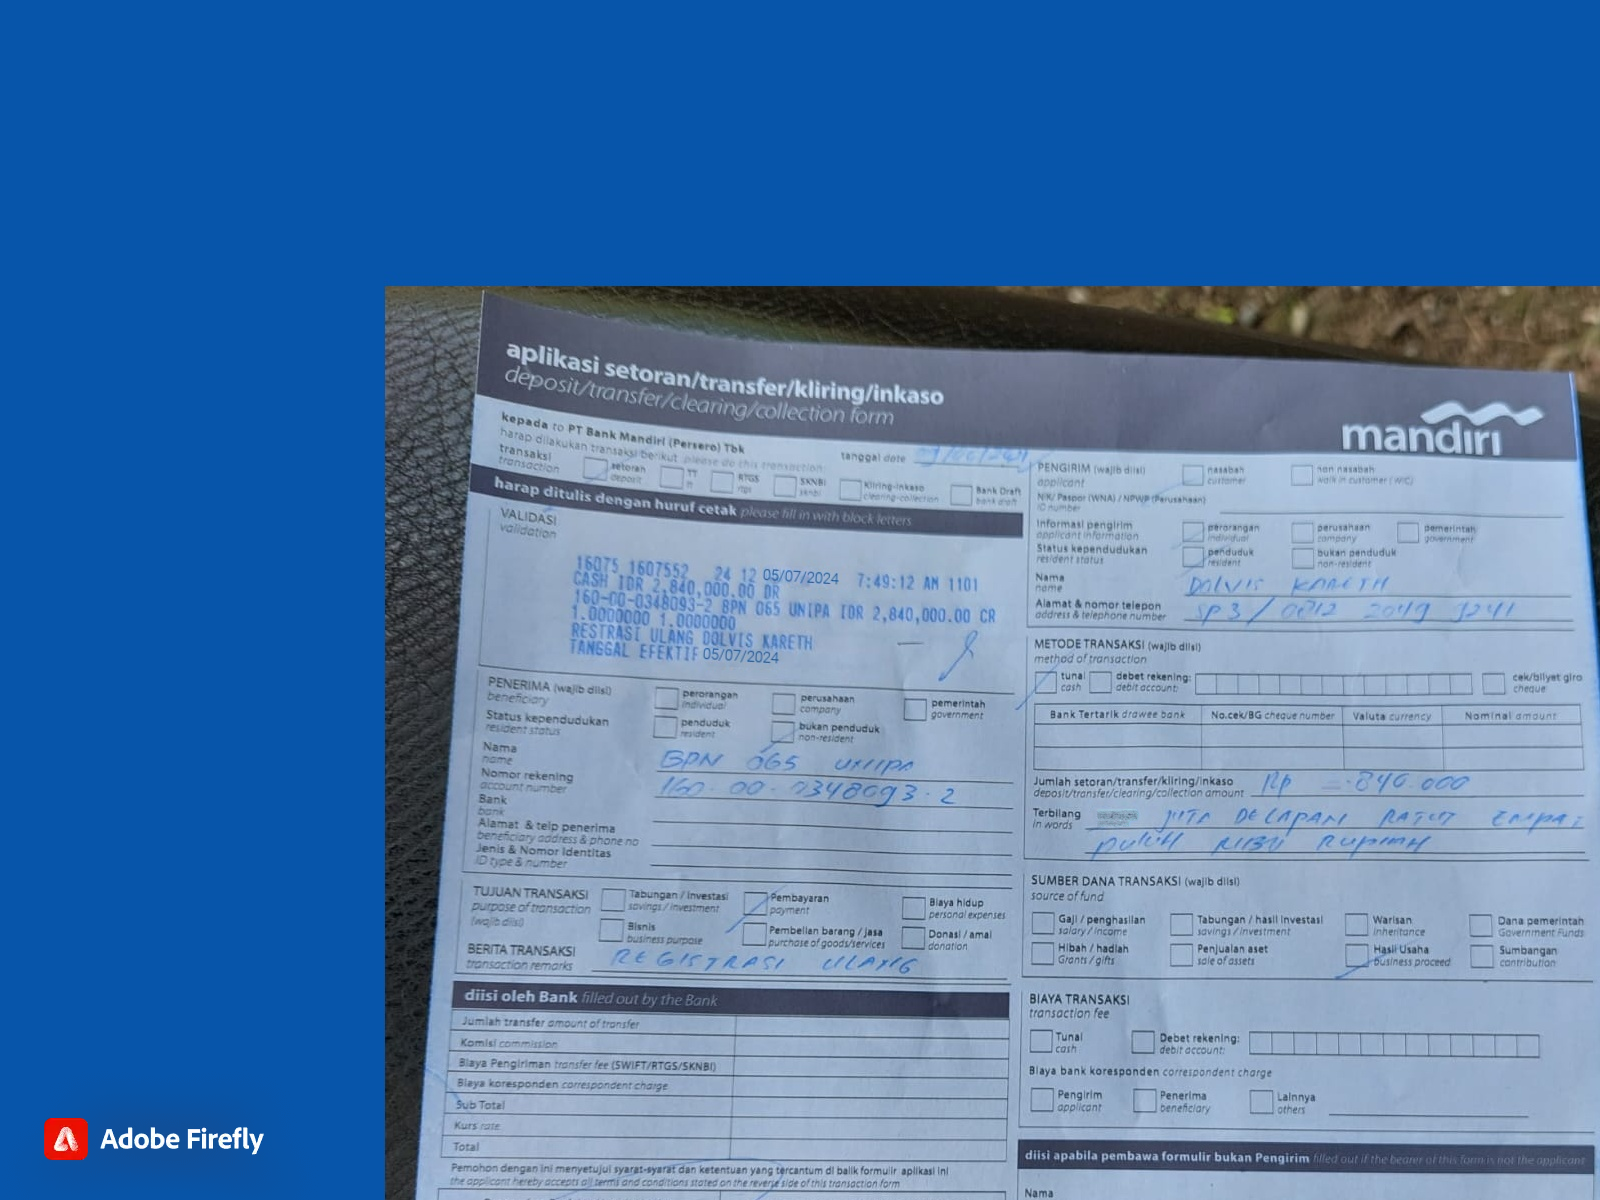 aplikasi setoran/transfer/kliring/inkaso
deposit/transfer/clearing/collection form
mandiri
kepada to PT Bank Mandiri (Persero) Tbk
harap dilakukan transaksi berikut please do this transaction:
tanggal date
transaksi
transaction
setoran
deposit
TT
tt
RTGS
rtgs
SKNBI
sknbi
Kliring-Inkaso
clearing-collection
Bank Draft
bank draft
harap ditulis dengan huruf cetak please fill in with block letters
VALIDASI
validation
16075 1607552 24 12 05/07/2024 7:49:12 AM 1101
CASH IDR 2,840,000.00 DR
160-00-0348093-2 BPN 065 UNIPA IDR 2,840,000.00 CR
1.0000000 1.0000000
RESTRASI ULANG DOLVIS KARETH
TANGGAL EFEKTIF 05/07/2024
PENERIMA (wajib diisi)
beneficiary
perorangan
individual
perusahaan
company
pemerintah
government
Status kependudukan
resident status
penduduk
resident
bukan penduduk
non-resident
Nama
name
BPN 065 UNIPA
Nomor rekening
account number
160-00-0348093-2
Bank
bank
Alamat & telp penerima
beneficiary address & phone no
Jenis & Nomor Identitas
ID type & number
TUJUAN TRANSAKSI
purpose of transaction
(wajib diisi)
Tabungan / Investasi
savings / investment
Pembayaran
payment
Biaya hidup
personal expenses
Bisnis
business purpose
Pembelian barang / jasa
purchase of goods/services
Donasi / amal
donation
BERITA TRANSAKSI
transaction remarks
REGISTRASI ULANG
diisi oleh Bank filled out by the Bank
Jumlah transfer amount of transfer
Komisi commission
Biaya Pengiriman transfer fee (SWIFT/RTGS/SKNBI)
Biaya koresponden correspondent charge
Sub Total
Kurs rate
Total
Pemohon dengan ini menyetujui syarat-syarat dan ketentuan yang tercantum di balik formulir aplikasi ini
the applicant hereby accepts all terms and conditions stated on the reverse side of this transaction form
PENGIRIM (wajib diisi)
applicant
nasabah
customer
non nasabah
walk in customer (WIC)
NIK/ Paspor (WNA) / NPWP (Perusahaan)
ID number
Informasi pengirim
applicant information
perorangan
individual
perusahaan
company
pemerintah
government
Status kependudukan
resident status
penduduk
resident
bukan penduduk
non-resident
Nama
name
DOLVIS KARETH
Alamat & nomor telepon
address & telephone number
SP3 / 0812 2049 9241
METODE TRANSAKSI (wajib diisi)
method of transaction
tunai
cash
debet rekening:
debit account:
cek/bilyet giro
cheque
Bank Tertarik drawee bank
No.cek/BG cheque number
Valuta currency
Nominal amount
Jumlah setoran/transfer/kliring/inkaso
deposit/transfer/clearing/collection amount
Rp 840.000
Terbilang
in words
JUTA DELAPAN RATUS EMPAT
PULUH RIBU RUPIAH
SUMBER DANA TRANSAKSI (wajib diisi)
source of fund
Gaji / penghasilan
salary / income
Tabungan / hasil investasi
savings / investment
Warisan
Inheritance
Dana pemerintah
Government Funds
Hibah / hadiah
Grants / gifts
Penjualan aset
sale of assets
Hasil Usaha
business proceed
Sumbangan
contribution
BIAYA TRANSAKSI
transaction fee
Tunai
cash
Debet rekening:
debit account:
Biaya bank koresponden correspondent charge
Pengirim
applicant
Penerima
beneficiary
Lainnya
others
diisi apabila pembawa formulir bukan Pengirim filled out if the bearer of this form is not the applicant
Nama
Adobe Firefly